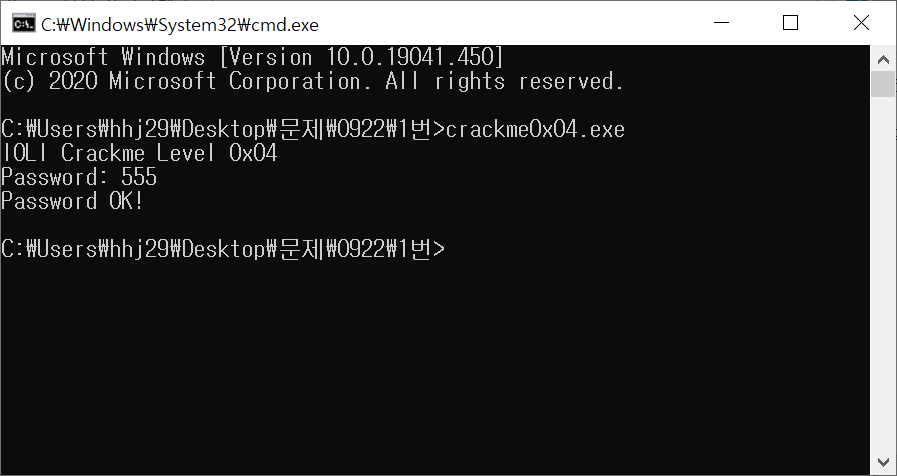 C:\Windows\System32\cmd.exe
Microsoft Windows [Version 10.0.19041.450]
(c) 2020 Microsoft Corporation. All rights reserved.
C:₩Users₩hhj29₩Desktop₩문제₩0922₩1번>crackme0x04.exe
IOLI Crackme Level 0x04
Password: 555
Password OK!
C:₩Users₩hhj29₩Desktop₩문제₩0922₩1번>